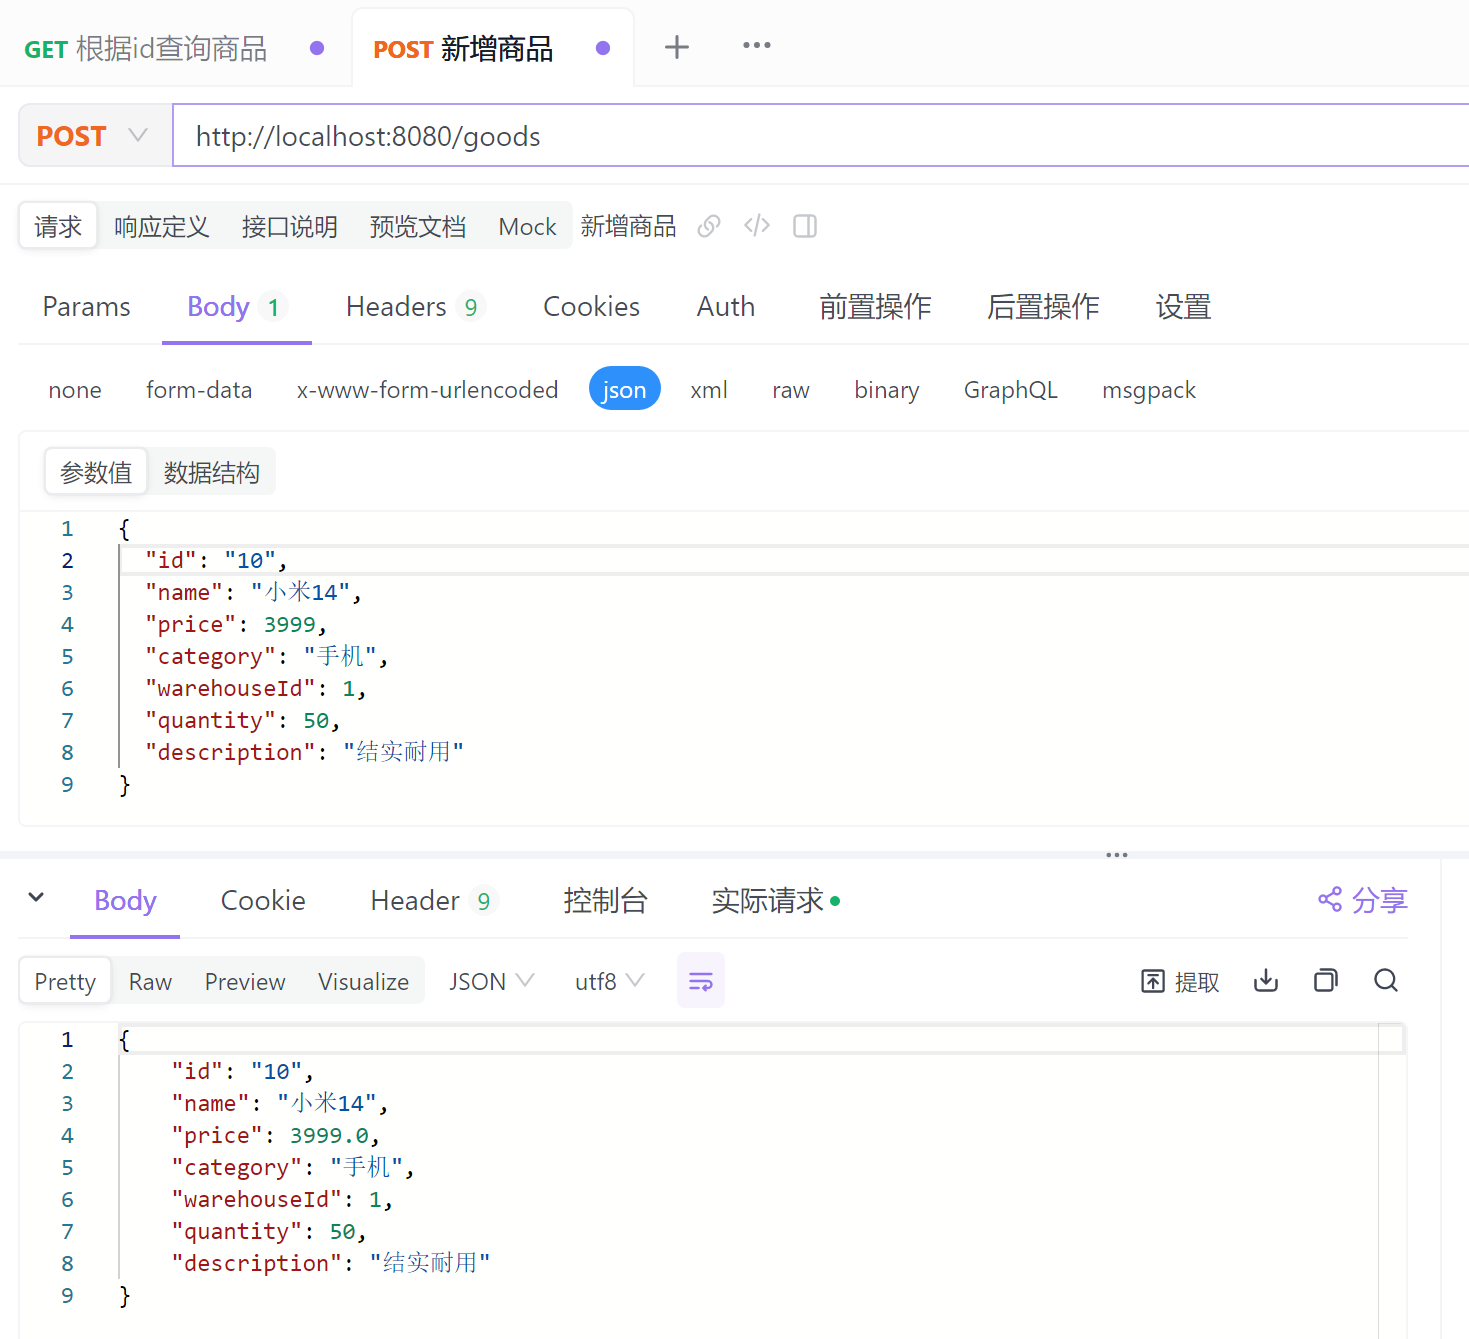 GET 根据id查询商品 POST 新增商品
POST http://localhost:8080/goods
请求 响应定义 接口说明 预览文档 Mock 新增商品
Params Body 1 Headers 9 Cookies Auth 前置操作 后置操作 设置
none form-data x-www-form-urlencoded json xml raw binary GraphQL msgpack
参数值 数据结构
1 {
2 "id": "10",
3 "name": "小米14",
4 "price": 3999,
5 "category": "手机",
6 "warehouseId": 1,
7 "quantity": 50,
8 "description": "结实耐用"
9 }
Body Cookie Header 9 控制台 实际请求 分享
Pretty Raw Preview Visualize JSON utf8 提取
1 {
2 "id": "10",
3 "name": "小米14",
4 "price": 3999.0,
5 "category": "手机",
6 "warehouseId": 1,
7 "quantity": 50,
8 "description": "结实耐用"
9 }